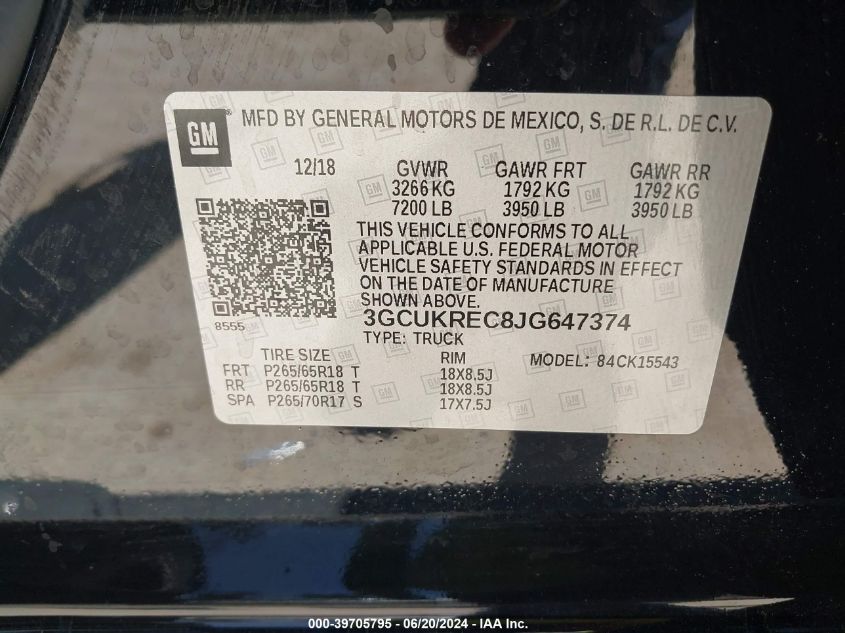 GM
MFD BY GENERAL MOTORS DE MEXICO, S. DE R.L. DE C.V.
12/18 GVWR GAWR FRT GAWR RR
3266 KG 1792 KG 1792 KG
7200 LB 3950 LB 3950 LB
THIS VEHICLE CONFORMS TO ALL
APPLICABLE U.S. FEDERAL MOTOR
VEHICLE SAFETY STANDARDS IN EFFECT
ON THE DATE OF MANUFACTURE
SHOWN ABOVE.
3GCUKREC8JG647374
8555
TYPE: TRUCK
TIRE SIZE RIM MODEL: 84CK15543
FRT P265/65R18 T 18X8.5J
RR P265/65R18 T 18X8.5J
SPA P265/70R17 S 17X7.5J
000-39705795 - 06/20/2024 - IAA Inc.